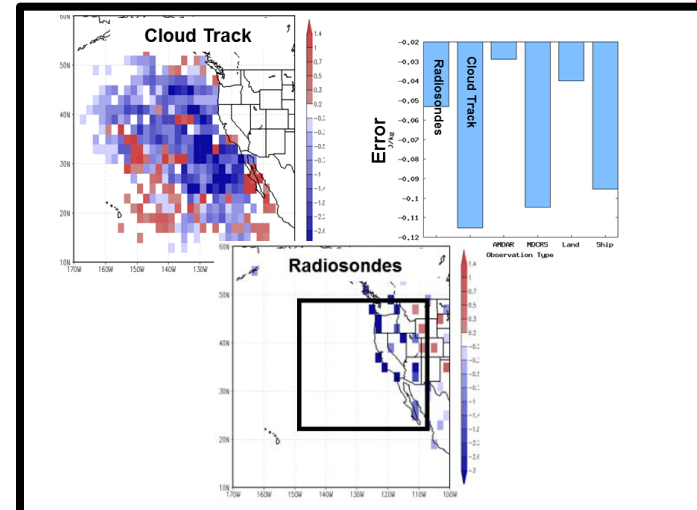 Cloud Track
60N
50N
40N
30N
20N
10N
170W 160W 150W 140W 130W
1.4
1
0.7
0.5
0.3
0.2
Error
J/kg
-0.02
-0.03
-0.04
-0.05
-0.06
-0.07
-0.08
-0.09
-0.1
-0.11
-0.12
Radiosondes
Cloud Track
AMDAR MDCRS Land Ship
Observation Type
Radiosondes
60N
50N
40N
30N
20N
10N
170W 160W 150W 140W 130W 120W 110W 100W
1.4
1
0.7
0.5
0.3
0.2